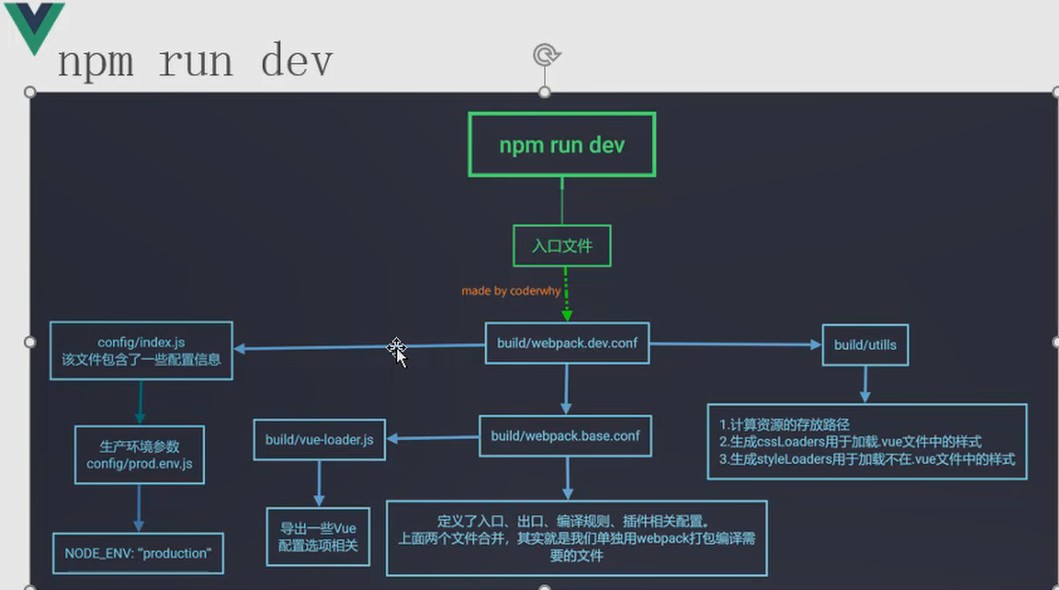 npm run dev
npm run dev
入口文件
made by coderwhy
config/index.js
该文件包含了一些配置信息
build/webpack.dev.conf
build/utills
生产环境参数
config/prod.env.js
build/vue-loader.js
build/webpack.base.conf
1.计算资源的存放路径
2.生成cssLoaders用于加载.vue文件中的样式
3.生成styleLoaders用于加载不在.vue文件中的样式
NODE_ENV: "production"
导出一些Vue
配置选项相关
定义了入口、出口、编译规则、插件相关配置。
上面两个文件合并，其实就是我们单独用webpack打包编译需
要的文件